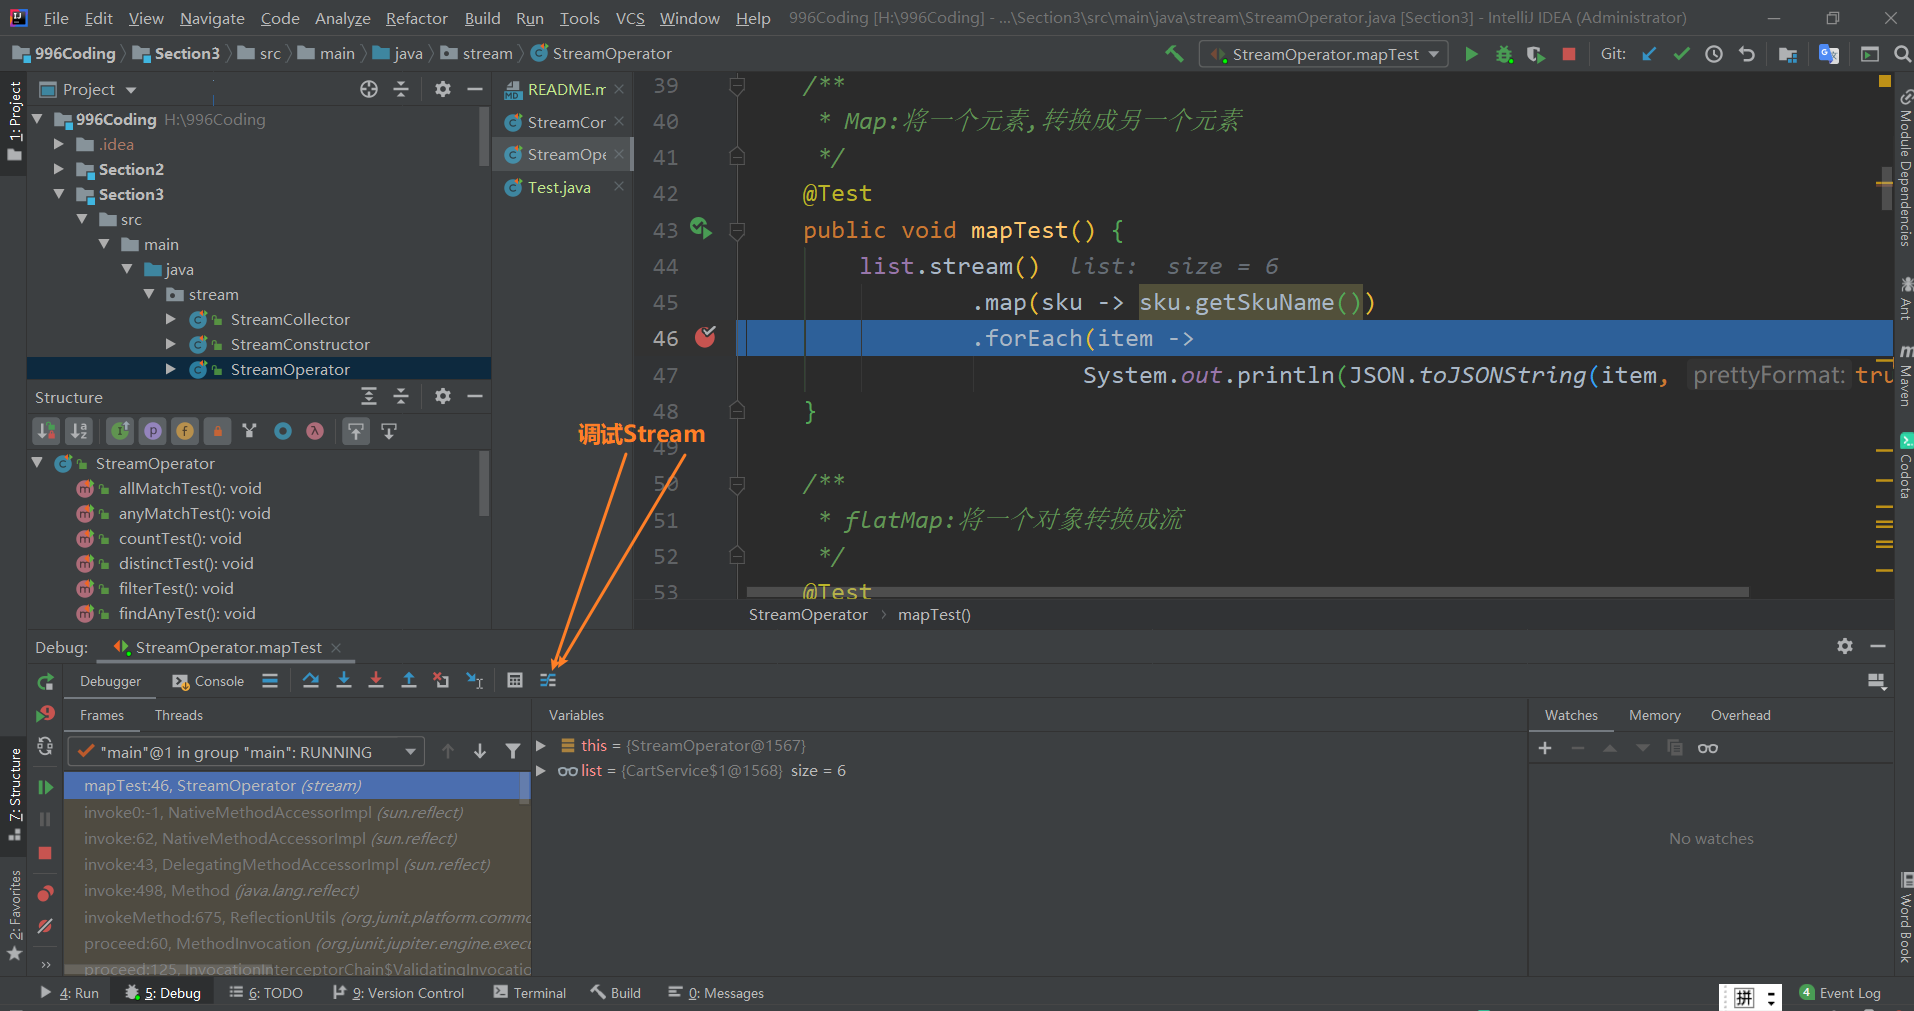 File Edit View Navigate Code Analyze Refactor Build Run Tools VCS Window Help 996Coding [H:\996Coding] - ...\Section3\src\main\java\stream\StreamOperator.java [Section3] - IntelliJ IDEA (Administrator)
996Coding Section3 src main java stream StreamOperator
StreamOperator.mapTest
Git:
1: Project
Project
996Coding H:\996Coding
.idea
Section2
Section3
src
main
java
stream
StreamCollector
StreamConstructor
StreamOperator
Structure
StreamOperator
allMatchTest(): void
anyMatchTest(): void
countTest(): void
distinctTest(): void
filterTest(): void
findAnyTest(): void
README.m
StreamCor
StreamOpe
Test.java
39 /**
40 * Map:将一个元素,转换成另一个元素
41 */
42 @Test
43 public void mapTest() {
44 list.stream() list: size = 6
45 .map(sku -> sku.getSkuName())
46 .forEach(item ->
47 System.out.println(JSON.toJSONString(item, prettyFormat: tru
48 }
49
50 /**
51 * flatMap:将一个对象转换成流
52 */
53 @Test
调试Stream
StreamOperator mapTest()
Module Dependencies
Ant
Maven
Codota
Word Book
Debug: StreamOperator.mapTest
Debugger Console
Frames Threads
"main"@1 in group "main": RUNNING
mapTest:46, StreamOperator (stream)
invoke0:-1, NativeMethodAccessorImpl (sun.reflect)
invoke:62, NativeMethodAccessorImpl (sun.reflect)
invoke:43, DelegatingMethodAccessorImpl (sun.reflect)
invoke:498, Method (java.lang.reflect)
invokeMethod:675, ReflectionUtils (org.junit.platform.commo
proceed:60, MethodInvocation (org.junit.jupiter.engine.execu
proceed:125, InvocationInterceptorChain$ValidatingInvocatio
Variables
this = {StreamOperator@1567}
list = {CartService$1@1568} size = 6
Watches Memory Overhead
No watches
7: Structure
2: Favorites
4: Run 5: Debug 6: TODO 9: Version Control Terminal Build 0: Messages
拼
4 Event Log